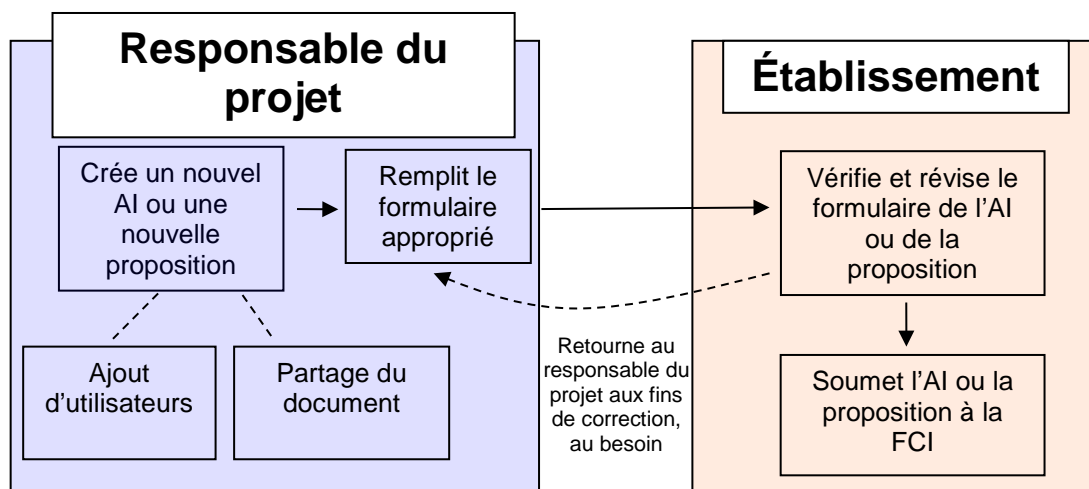 Responsable du
projet
Établissement
Crée un nouvel
AI ou une
nouvelle
proposition
Remplit le
formulaire
approprié
Vérifie et révise le
formulaire de l’AI
ou de la
proposition
Ajout
d’utilisateurs
Partage du
document
Retourne au
responsable du
projet aux fins
de correction,
au besoin
Soumet l’AI ou la
proposition à la
FCI